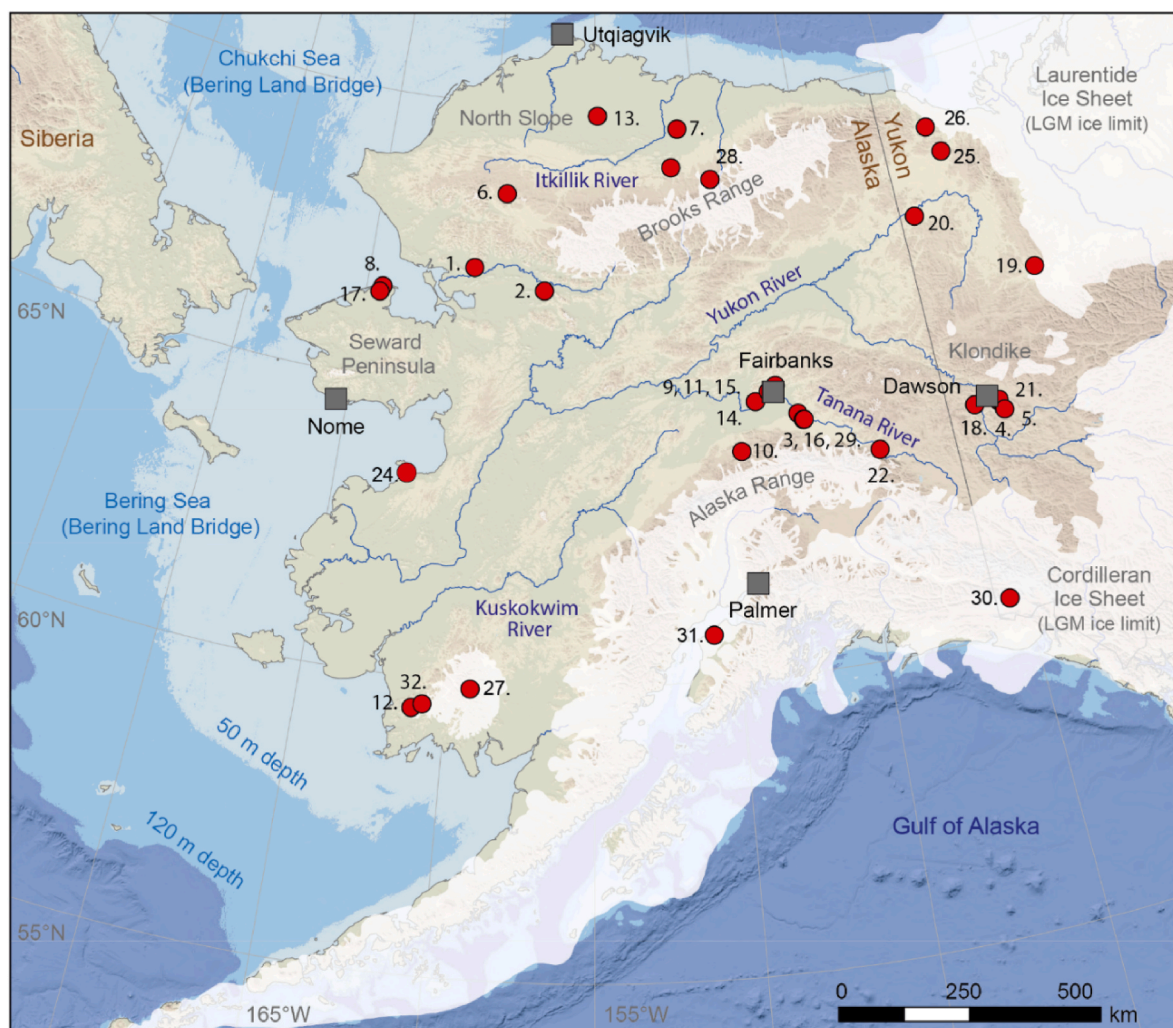 Utqiagvik
Chukchi Sea
(Bering Land Bridge)
Laurentide
Ice Sheet
(LGM ice limit)
Siberia
North Slope
13.
7.
26.
Yukon
Alaska
25.
28.
Itkillik River
6.
Brooks Range
20.
8.
1.
19.
17.
2.
65°N
Yukon River
Seward
Peninsula
Klondike
Fairbanks
9, 11, 15.
Dawson
21.
14.
Tanana River
18.
4.
5.
Nome
3, 16, 29.
10.
22.
24.
Alaska Range
Bering Sea
(Bering Land Bridge)
Cordilleran
Ice Sheet
(LGM ice limit)
30.
Palmer
Kuskokwim
River
60°N
31.
32.
27.
12.
50 m depth
120 m depth
Gulf of Alaska
55°N
165°W
155°W
0
250
500
km